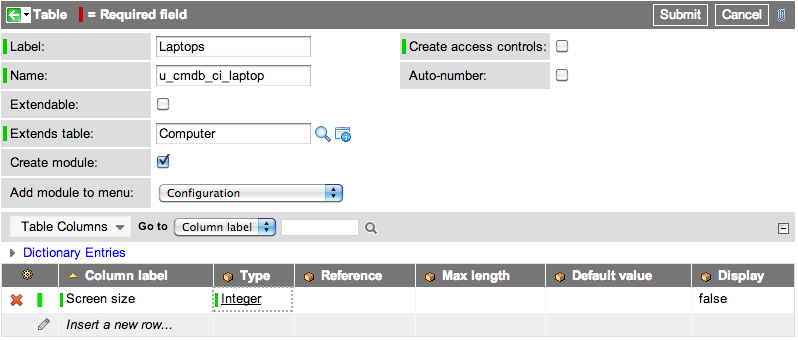 Table = Required field Submit Cancel
Label: Laptops Create access controls:
Name: u_cmdb_ci_laptop Auto-number:
Extendable:
Extends table: Computer
Create module:
Add module to menu: Configuration
Table Columns Go to Column label
Dictionary Entries
Column label Type Reference Max length Default value Display
Screen size Integer false
Insert a new row...